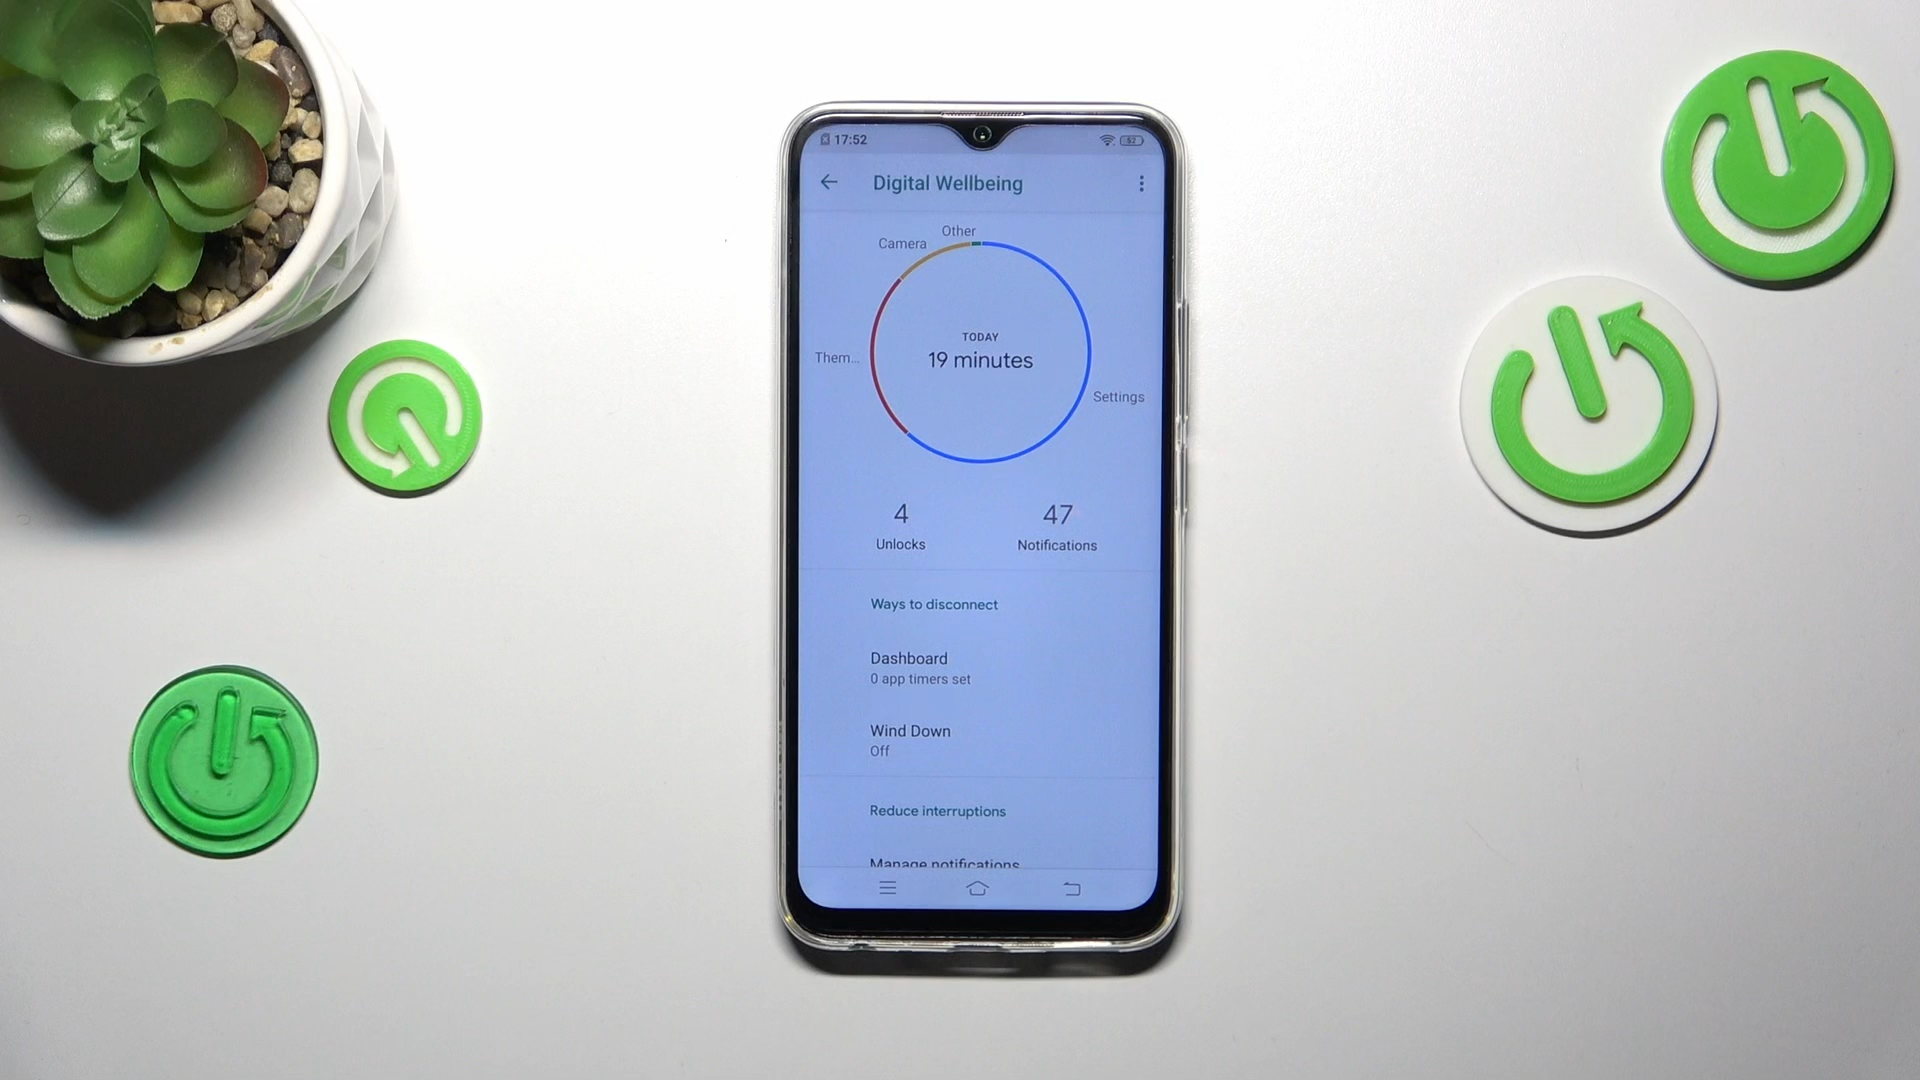 17:52
52
Digital Wellbeing
Other
Camera
Them...
TODAY
19 minutes
Settings
4
47
Unlocks
Notifications
Ways to disconnect
Dashboard
0 app timers set
Wind Down
Off
Reduce interruptions
Manage notifications